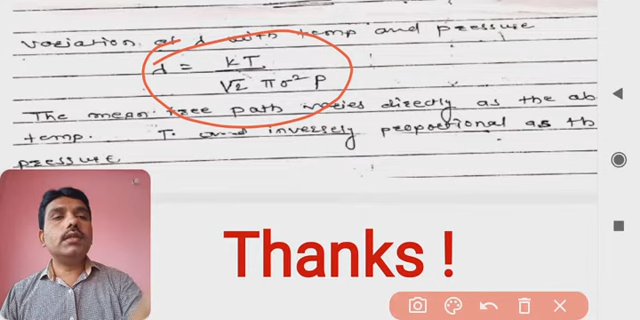 variation of λ with temp and pressure
λ = kT / √2 πσ² P
The mean free path varies directly as the ab
temp. T. and inversely proportional as th
pressure
Thanks !